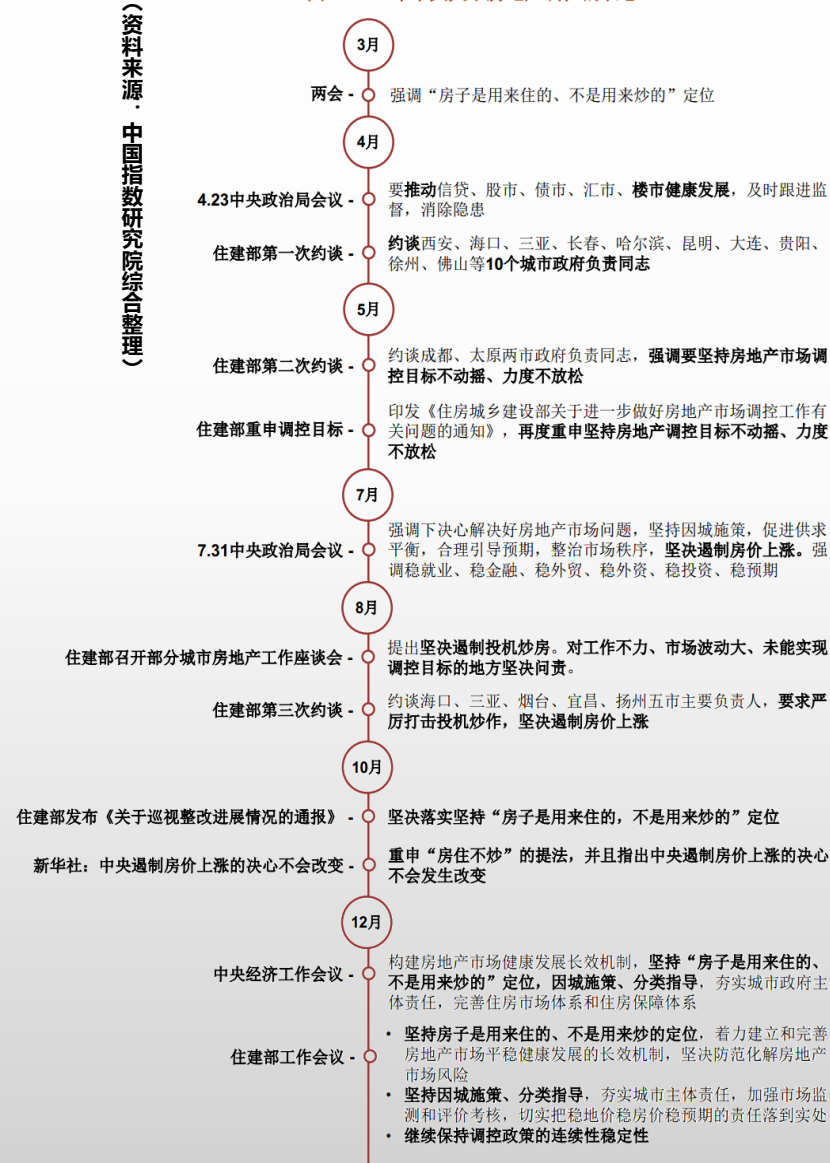 （资料来源：中国指数研究院综合整理）
3月
两会 -
强调“房子是用来住的、不是用来炒的”定位
4月
4.23中央政治局会议 -
要推动信贷、股市、债市、汇市、楼市健康发展，及时跟进监
督，消除隐患
住建部第一次约谈 -
约谈西安、海口、三亚、长春、哈尔滨、昆明、大连、贵阳、
徐州、佛山等10个城市政府负责同志
5月
住建部第二次约谈 -
约谈成都、太原两市政府负责同志，强调要坚持房地产市场调
控目标不动摇、力度不放松
住建部重申调控目标 -
印发《住房城乡建设部关于进一步做好房地产市场调控工作有
关问题的通知》，再度重申坚持房地产调控目标不动摇、力度
不放松
7月
7.31中央政治局会议 -
强调下决心解决好房地产市场问题，坚持因城施策，促进供求
平衡，合理引导预期，整治市场秩序，坚决遏制房价上涨。强
调稳就业、稳金融、稳外贸、稳外资、稳投资、稳预期
8月
住建部召开部分城市房地产工作座谈会 -
提出坚决遏制投机炒房。对工作不力、市场波动大、未能实现
调控目标的地方坚决问责。
住建部第三次约谈 -
约谈海口、三亚、烟台、宜昌、扬州五市主要负责人，要求严
厉打击投机炒作，坚决遏制房价上涨
10月
住建部发布《关于巡视整改进展情况的通报》 -
坚决落实坚持“房子是用来住的，不是用来炒的”定位
新华社：中央遏制房价上涨的决心不会改变 -
重申“房住不炒”的提法，并且指出中央遏制房价上涨的决心
不会发生改变
12月
中央经济工作会议 -
构建房地产市场健康发展长效机制，坚持“房子是用来住的、
不是用来炒的”定位，因城施策、分类指导，夯实城市政府主
体责任，完善住房市场体系和住房保障体系
住建部工作会议 -
• 坚持房子是用来住的、不是用来炒的定位，着力建立和完善
房地产市场平稳健康发展的长效机制，坚决防范化解房地产
市场风险
• 坚持因城施策、分类指导，夯实城市主体责任，加强市场监
测和评价考核，切实把稳地价稳房价稳预期的责任落到实处
• 继续保持调控政策的连续性稳定性